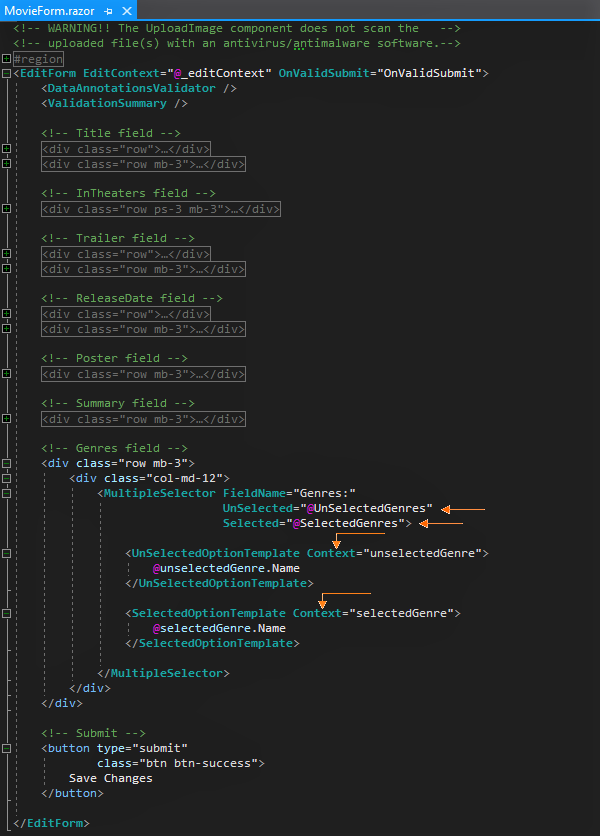 MovieForm.razor
<!-- WARNING!! The UploadImage component does not scan the   -->
<!-- uploaded file(s) with an antivirus/antimalware software.-->
#region
<EditForm EditContext="@_editContext" OnValidSubmit="OnValidSubmit">
<DataAnnotationsValidator />
<ValidationSummary />
<!-- Title field -->
<div class="row">…</div>
<div class="row mb-3">…</div>
<!-- InTheaters field -->
<div class="row ps-3 mb-3">…</div>
<!-- Trailer field -->
<div class="row">…</div>
<div class="row mb-3">…</div>
<!-- ReleaseDate field -->
<div class="row">…</div>
<div class="row mb-3">…</div>
<!-- Poster field -->
<div class="row mb-3">…</div>
<!-- Summary field -->
<div class="row mb-3">…</div>
<!-- Genres field -->
<div class="row mb-3">
<div class="col-md-12">
<MultipleSelector FieldName="Genres:"
UnSelected="@UnSelectedGenres"
Selected="@SelectedGenres">
<UnSelectedOptionTemplate Context="unselectedGenre">
@unselectedGenre.Name
</UnSelectedOptionTemplate>
<SelectedOptionTemplate Context="selectedGenre">
@selectedGenre.Name
</SelectedOptionTemplate>
</MultipleSelector>
</div>
</div>
<!-- Submit -->
<button type="submit"
class="btn btn-success">
Save Changes
</button>
</EditForm>